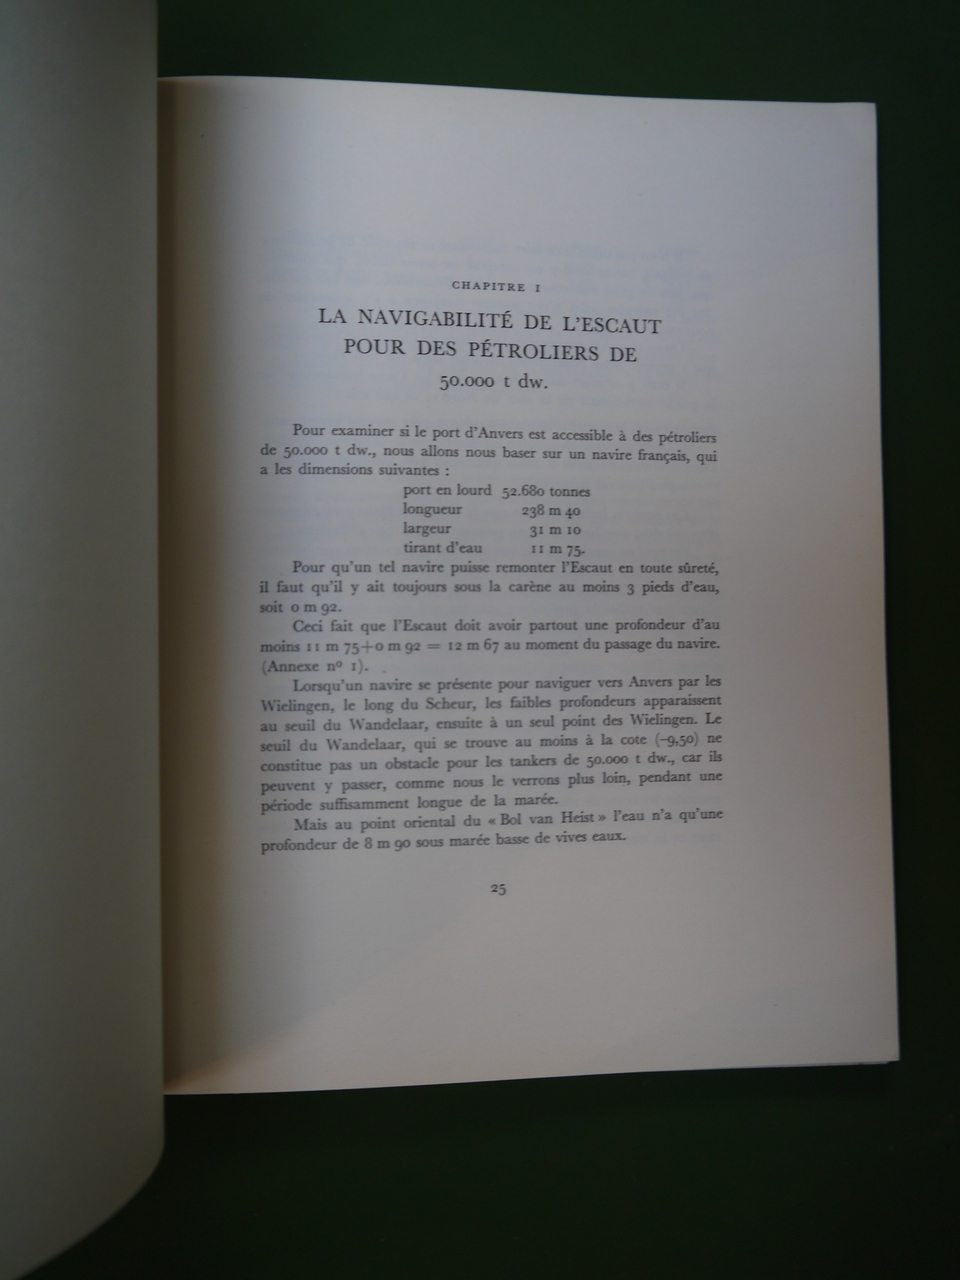 CHAPITRE I
LA NAVIGABILITÉ DE L'ESCAUT
POUR DES PÉTROLIERS DE
50.000 t dw.
Pour examiner si le port d'Anvers est accessible à des pétroliers
de 50.000 t dw., nous allons nous baser sur un navire français, qui
a les dimensions suivantes :
port en lourd 52.680 tonnes
longueur 238 m 40
largeur 31 m 10
tirant d'eau 11 m 75.
Pour qu'un tel navire puisse remonter l'Escaut en toute sûreté,
il faut qu'il y ait toujours sous la carène au moins 3 pieds d'eau,
soit 0 m 92.
Ceci fait que l'Escaut doit avoir partout une profondeur d'au
moins 11 m 75+0 m 92 = 12 m 67 au moment du passage du navire.
(Annexe nº 1).
Lorsqu'un navire se présente pour naviguer vers Anvers par les
Wielingen, le long du Scheur, les faibles profondeurs apparaissent
au seuil du Wandelaar, ensuite à un seul point des Wielingen. Le
seuil du Wandelaar, qui se trouve au moins à la cote (–9,50) ne
constitue pas un obstacle pour les tankers de 50.000 t dw., car ils
peuvent y passer, comme nous le verrons plus loin, pendant une
période suffisamment longue de la marée.
Mais au point oriental du « Bol van Heist » l'eau n'a qu'une
profondeur de 8 m 90 sous marée basse de vives eaux.
25